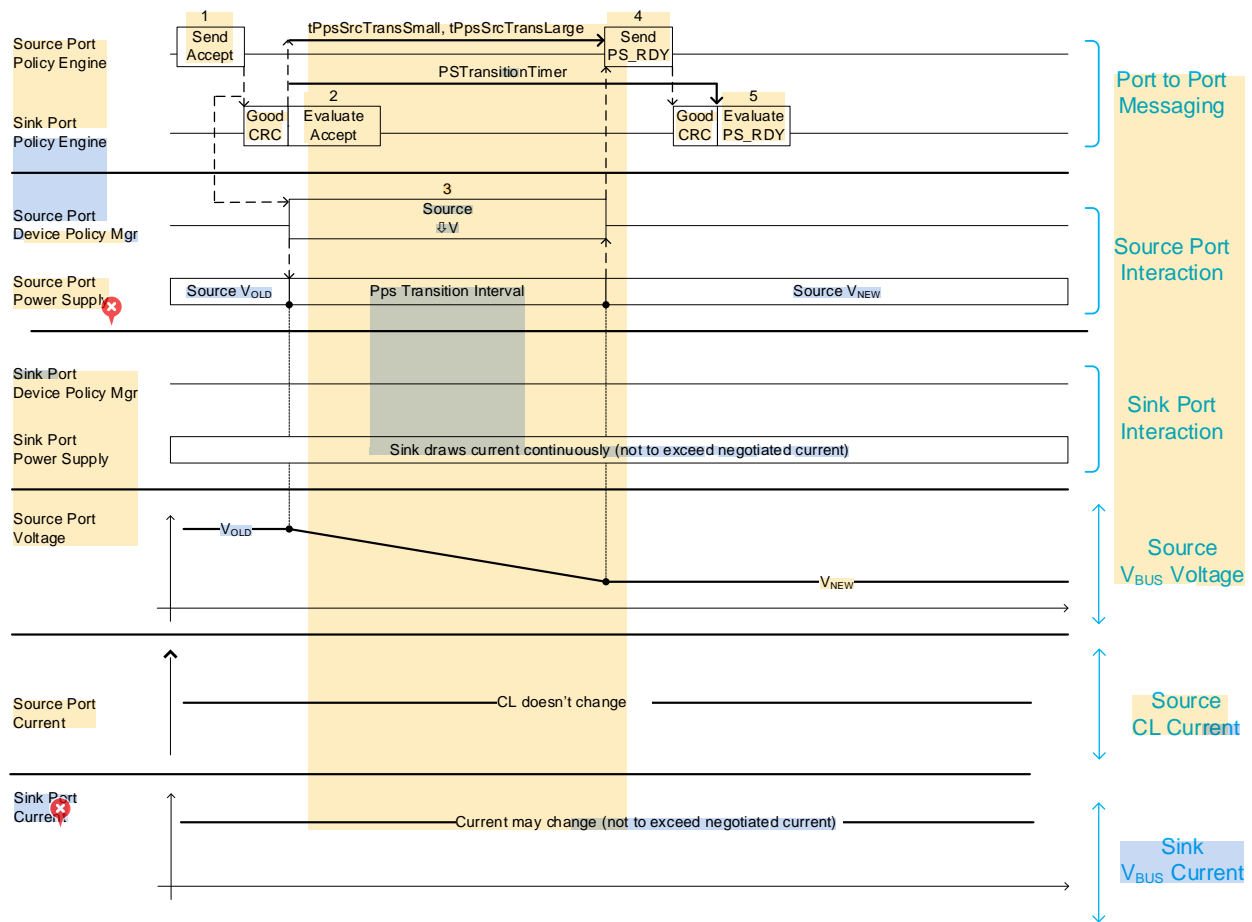 1
Send
Accept
tPpsSrcTransSmall, tPpsSrcTransLarge
4
Send
PS_RDY
Source Port
Policy Engine
PSTransitionTimer
Port to Port
Messaging
2
5
Good
CRC
Evaluate
Accept
Good
CRC
Evaluate
PS_RDY
Sink Port
Policy Engine
3
Source
⇩V
Source Port
Device Policy Mgr
Source Port
Interaction
Source Port
Power Supply
Source VOLD
Pps Transition Interval
Source VNEW
Sink Port
Device Policy Mgr
Sink Port
Interaction
Sink Port
Power Supply
Sink draws current continuously (not to exceed negotiated current)
Source Port
Voltage
VOLD
VNEW
Source
VBUS Voltage
Source Port
Current
CL doesn't change
Source
CL Current
Sink Port
Current
Current may change (not to exceed negotiated current)
Sink
VBUS Current